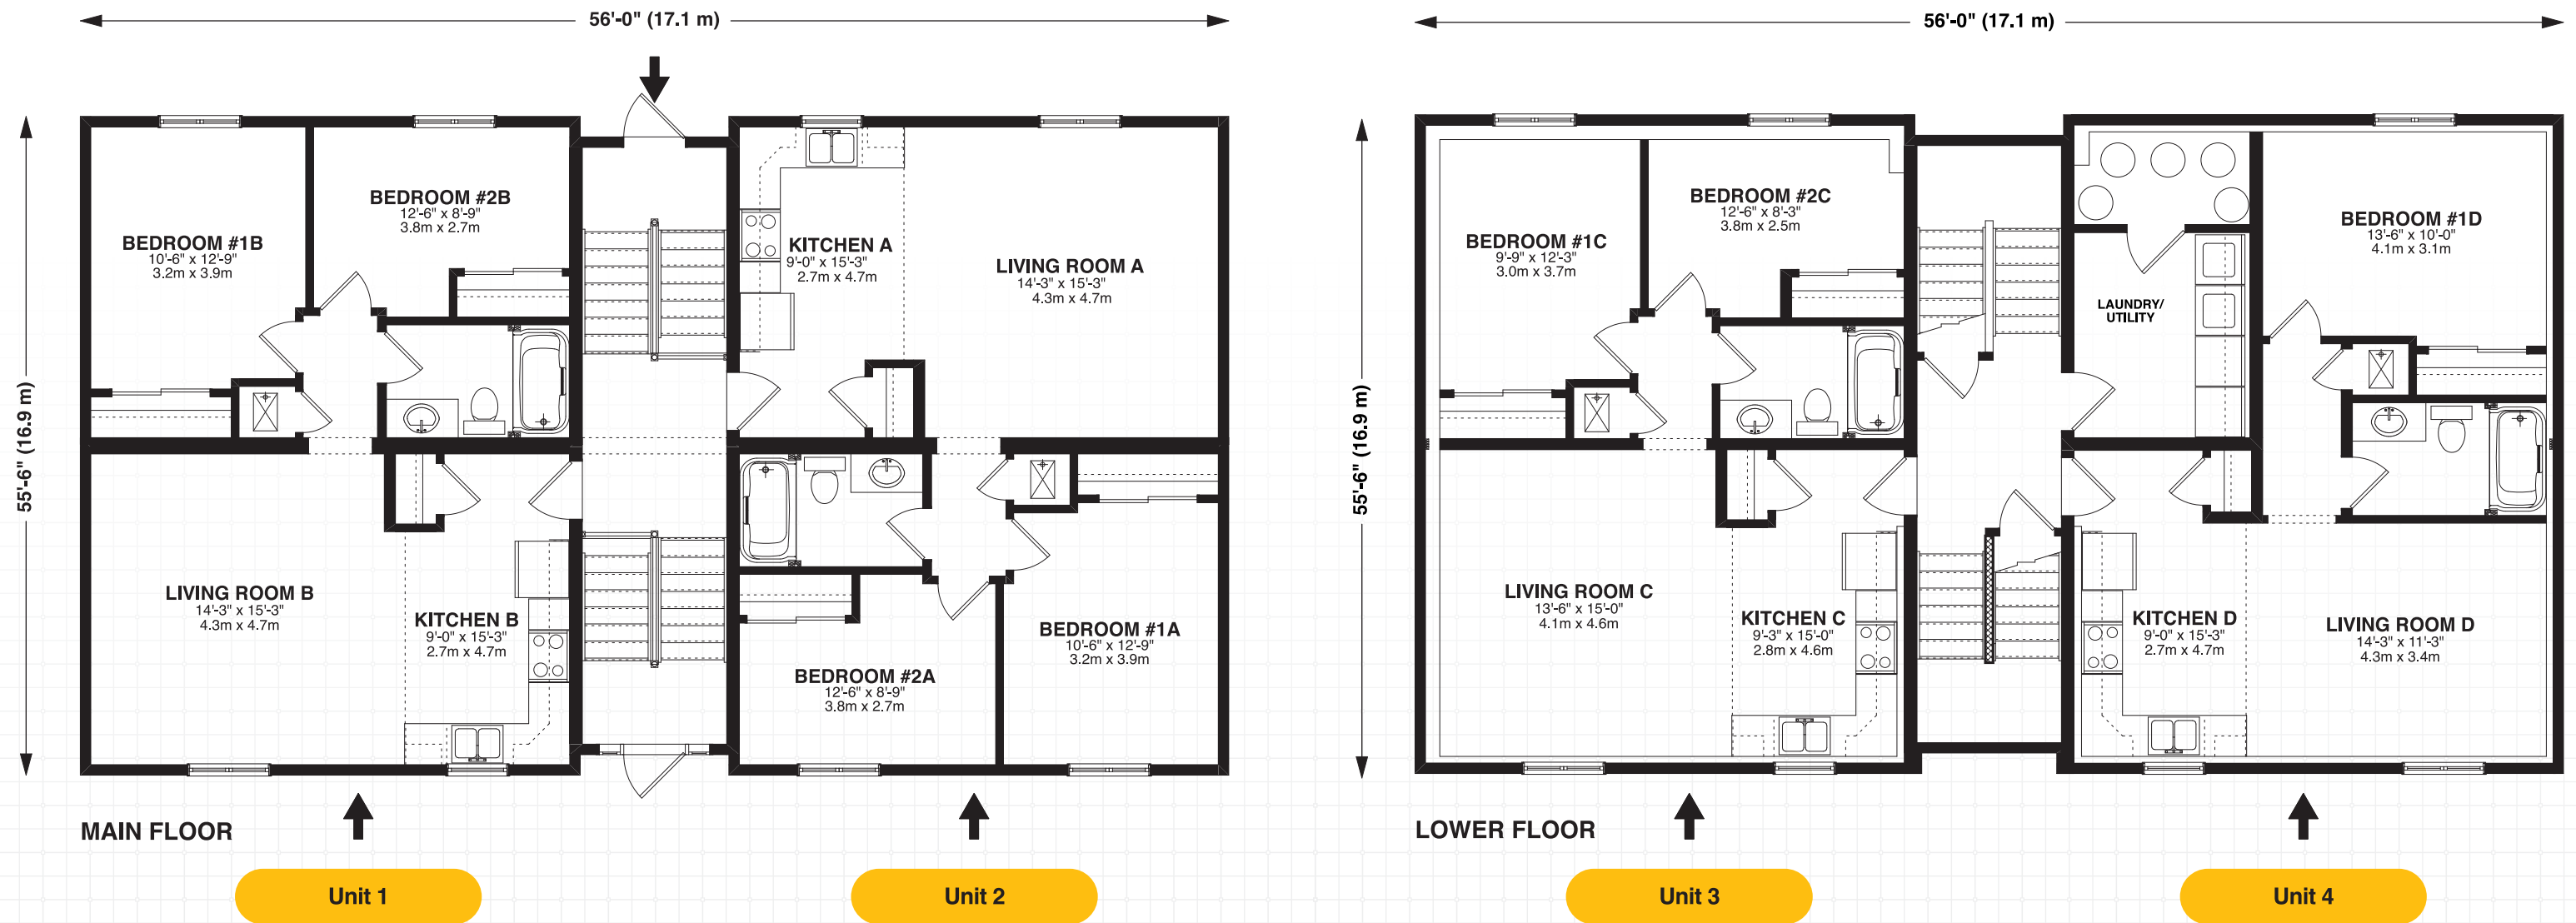 56'-0" (17.1 m)
55'-6" (16.9 m)
BEDROOM #1B
10'-6" x 12'-9"
3.2m x 3.9m
BEDROOM #2B
12'-6" x 8'-9"
3.8m x 2.7m
KITCHEN A
9'-0" x 15'-3"
2.7m x 4.7m
LIVING ROOM A
14'-3" x 15'-3"
4.3m x 4.7m
LIVING ROOM B
14'-3" x 15'-3"
4.3m x 4.7m
KITCHEN B
9'-0" x 15'-3"
2.7m x 4.7m
BEDROOM #2A
12'-6" x 8'-9"
3.8m x 2.7m
BEDROOM #1A
10'-6" x 12'-9"
3.2m x 3.9m
MAIN FLOOR
Unit 1
Unit 2
56'-0" (17.1 m)
55'-6" (16.9 m)
BEDROOM #1C
9'-9" x 12'-3"
3.0m x 3.7m
BEDROOM #2C
12'-6" x 8'-3"
3.8m x 2.5m
LAUNDRY/
UTILITY
BEDROOM #1D
13'-6" x 10'-0"
4.1m x 3.1m
LIVING ROOM C
13'-6" x 15'-0"
4.1m x 4.6m
KITCHEN C
9'-3" x 15'-0"
2.8m x 4.6m
KITCHEN D
9'-0" x 15'-3"
2.7m x 4.7m
LIVING ROOM D
14'-3" x 11'-3"
4.3m x 3.4m
LOWER FLOOR
Unit 3
Unit 4